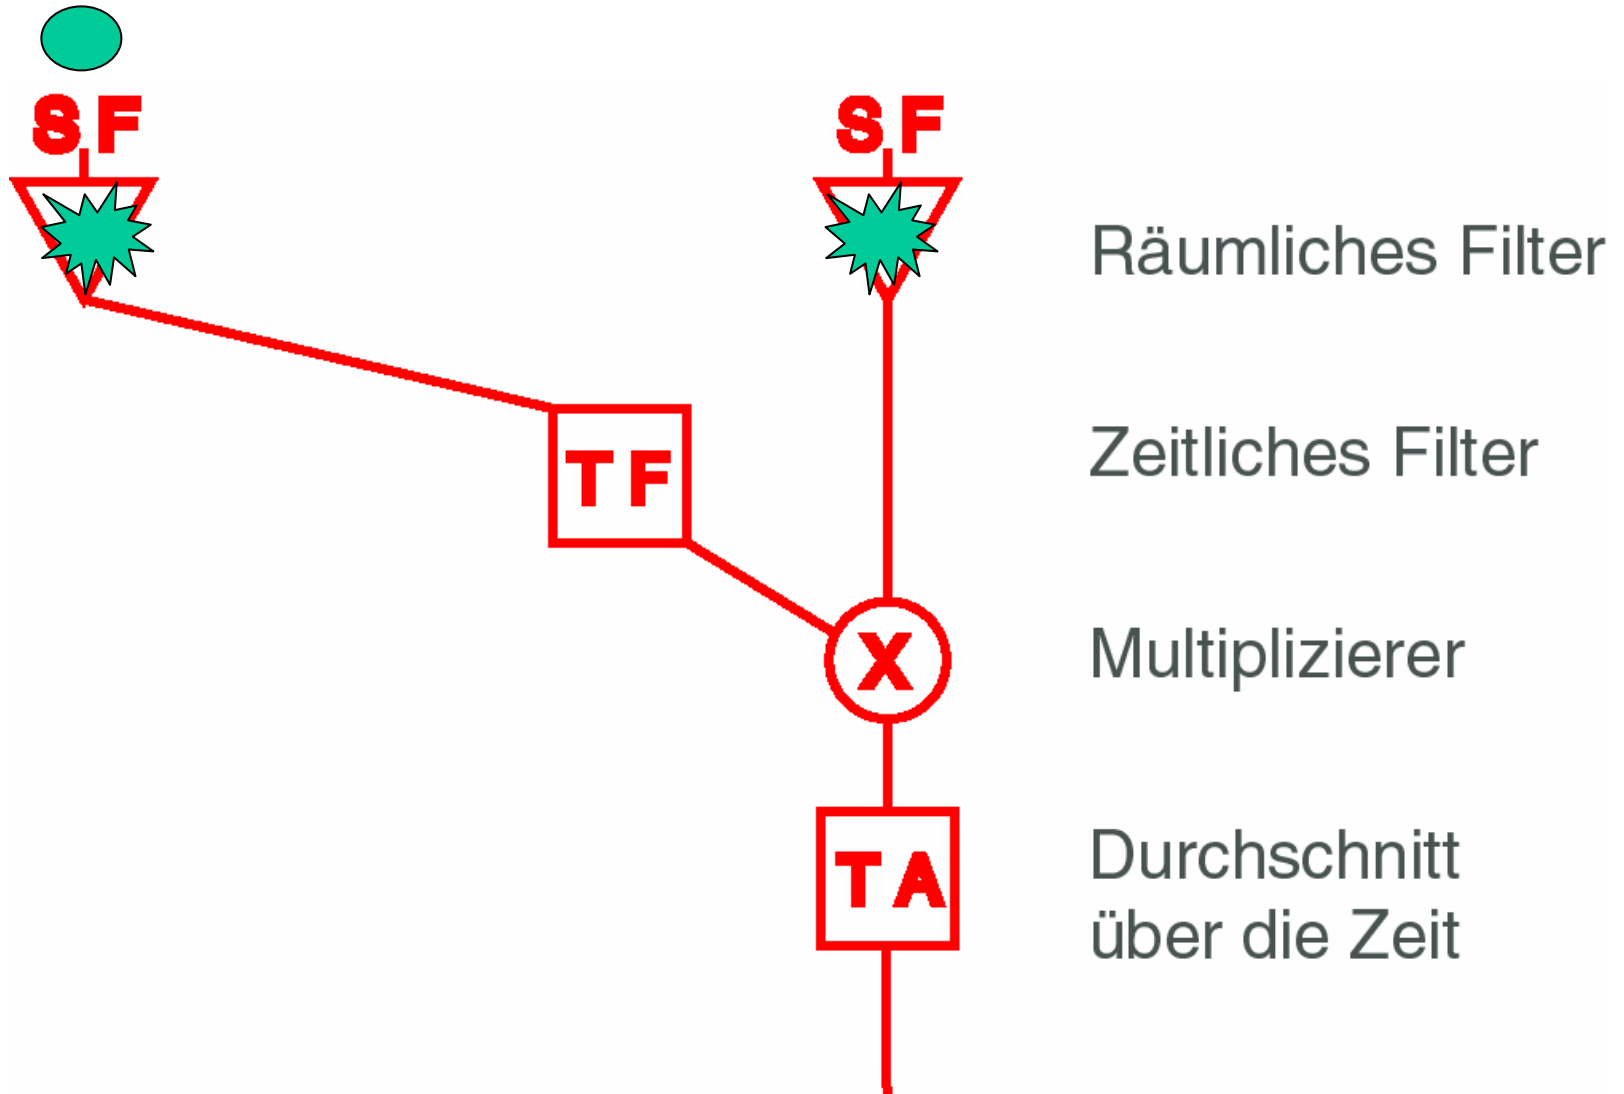 SF SF
Räumliches Filter
TF
Zeitliches Filter
X
Multiplizierer
TA
Durchschnitt
über die Zeit